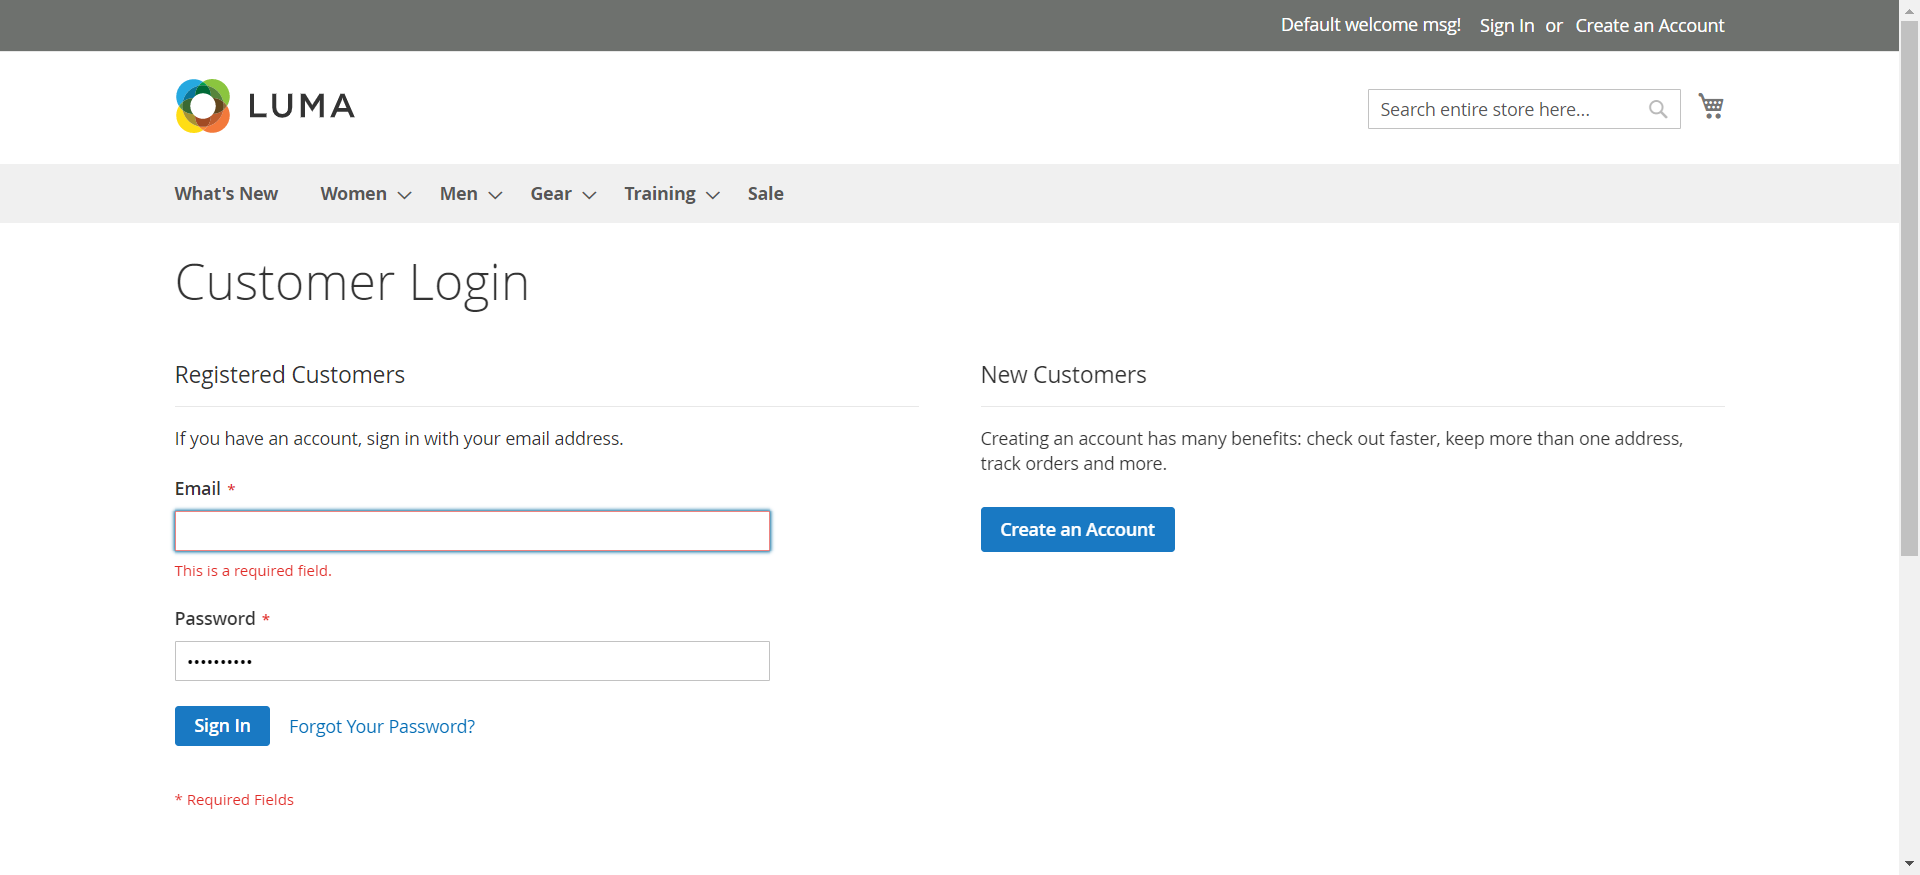 Default welcome msg! Sign In or Create an Account
LUMA
Search entire store here...
What's New Women Men Gear Training Sale
Customer Login
Registered Customers
If you have an account, sign in with your email address.
Email *
This is a required field.
Password *
••••••••••
Sign In Forgot Your Password?
* Required Fields
New Customers
Creating an account has many benefits: check out faster, keep more than one address,
track orders and more.
Create an Account